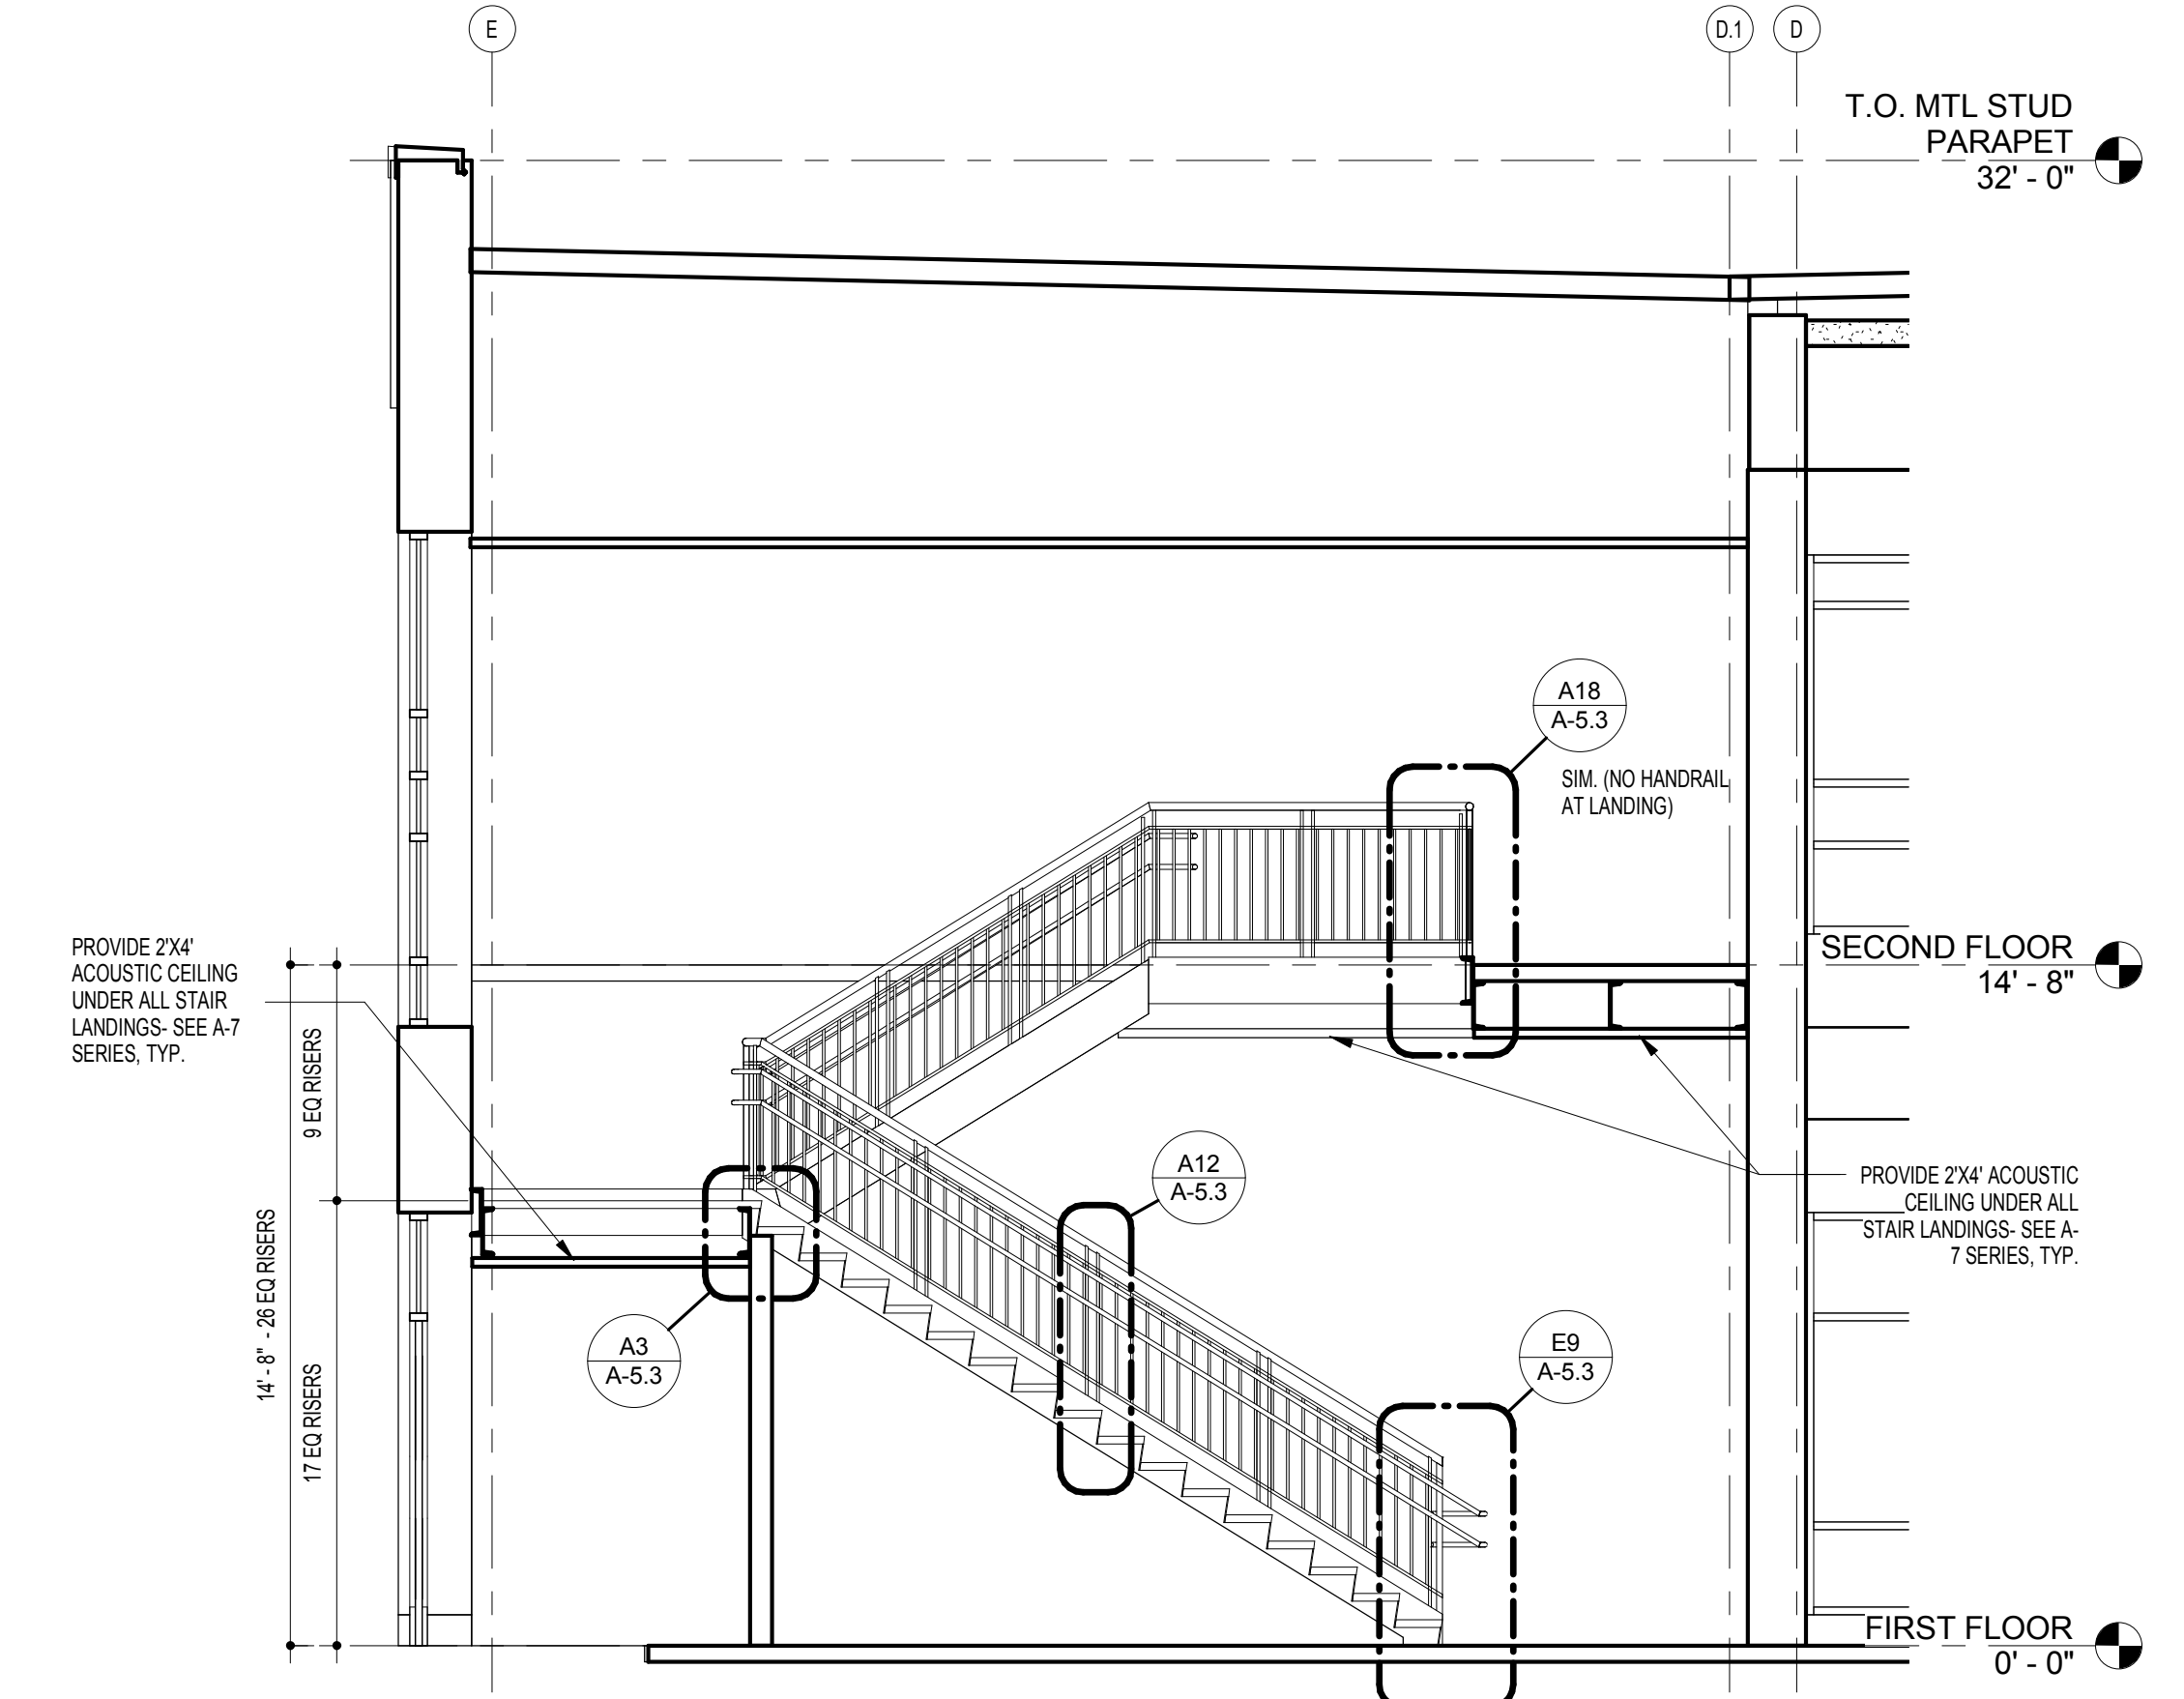 E
D.1
D
T.O. MTL STUD
PARAPET
32' - 0"
A18
A-5.3
SIM. (NO HANDRAIL
AT LANDING)
PROVIDE 2'X4'
ACOUSTIC CEILING
UNDER ALL STAIR
LANDINGS- SEE A-7
SERIES, TYP.
SECOND FLOOR
14' - 8"
9 EQ RISERS
A12
A-5.3
PROVIDE 2'X4' ACOUSTIC
CEILING UNDER ALL
STAIR LANDINGS- SEE A-
7 SERIES, TYP.
14' - 8" - 26 EQ RISERS
17 EQ RISERS
A3
A-5.3
E9
A-5.3
FIRST FLOOR
0' - 0"